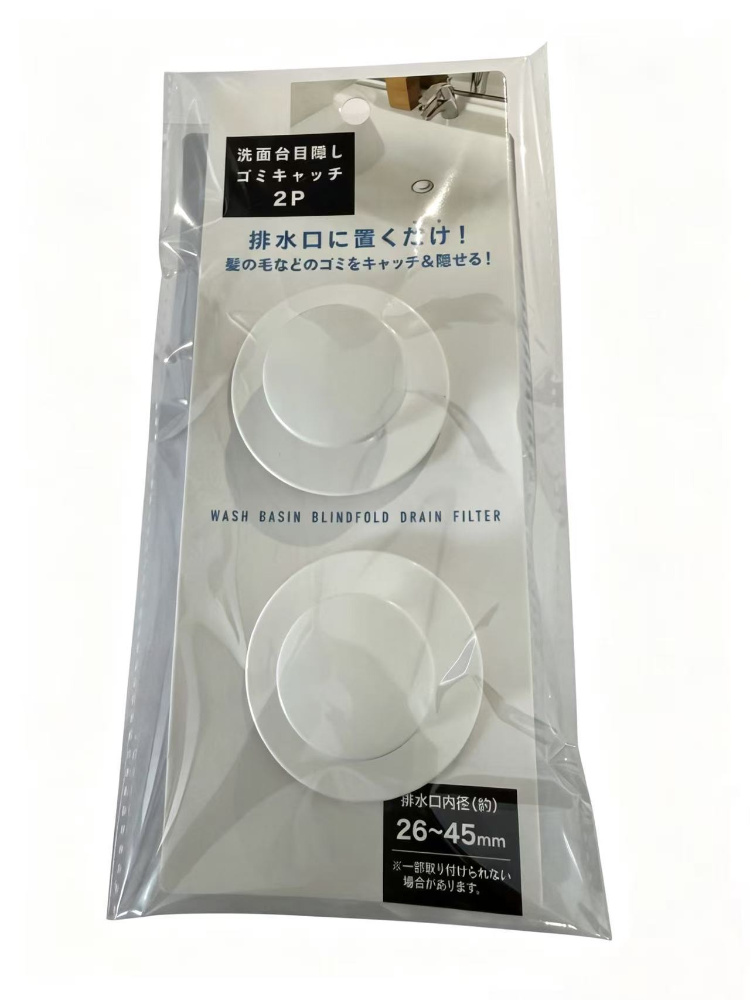 洗面台目隠し
ゴミキャッチ
2P
排水口に置くだけ！
髪の毛などのゴミをキャッチ&隠せる！
WASH BASIN BLINDFOLD DRAIN FILTER
排水口内径(約)
26~45mm
※一部取り付けられない
場合があります。